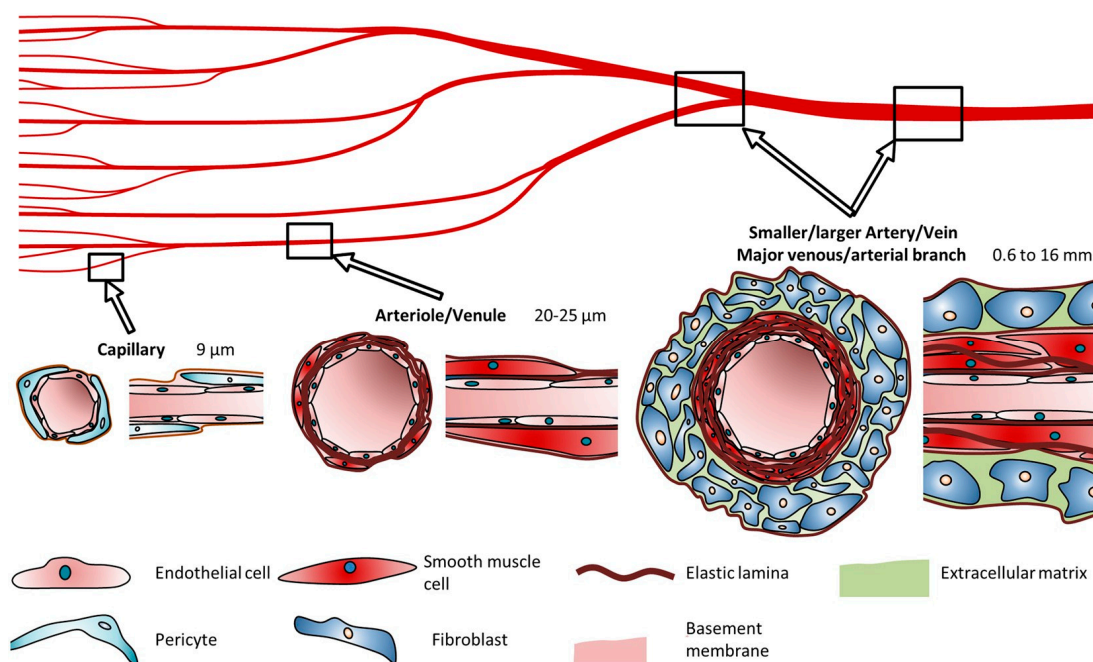 Smaller/larger Artery/Vein
Major venous/arterial branch 0.6 to 16 mm
Arteriole/Venule 20-25 µm
Capillary 9 µm
Endothelial cell
Smooth muscle
cell
Elastic lamina
Extracellular matrix
Pericyte
Fibroblast
Basement
membrane